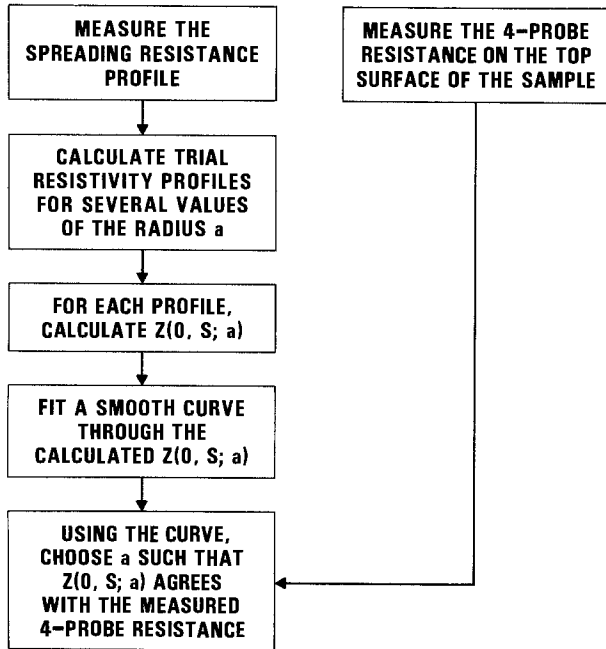 MEASURE THE
SPREADING RESISTANCE
PROFILE
MEASURE THE 4-PROBE
RESISTANCE ON THE TOP
SURFACE OF THE SAMPLE
CALCULATE TRIAL
RESISTIVITY PROFILES
FOR SEVERAL VALUES
OF THE RADIUS a
FOR EACH PROFILE,
CALCULATE Z(0, S; a)
FIT A SMOOTH CURVE
THROUGH THE
CALCULATED Z(0, S; a)
USING THE CURVE,
CHOOSE a SUCH THAT
Z(0, S; a) AGREES
WITH THE MEASURED
4-PROBE RESISTANCE